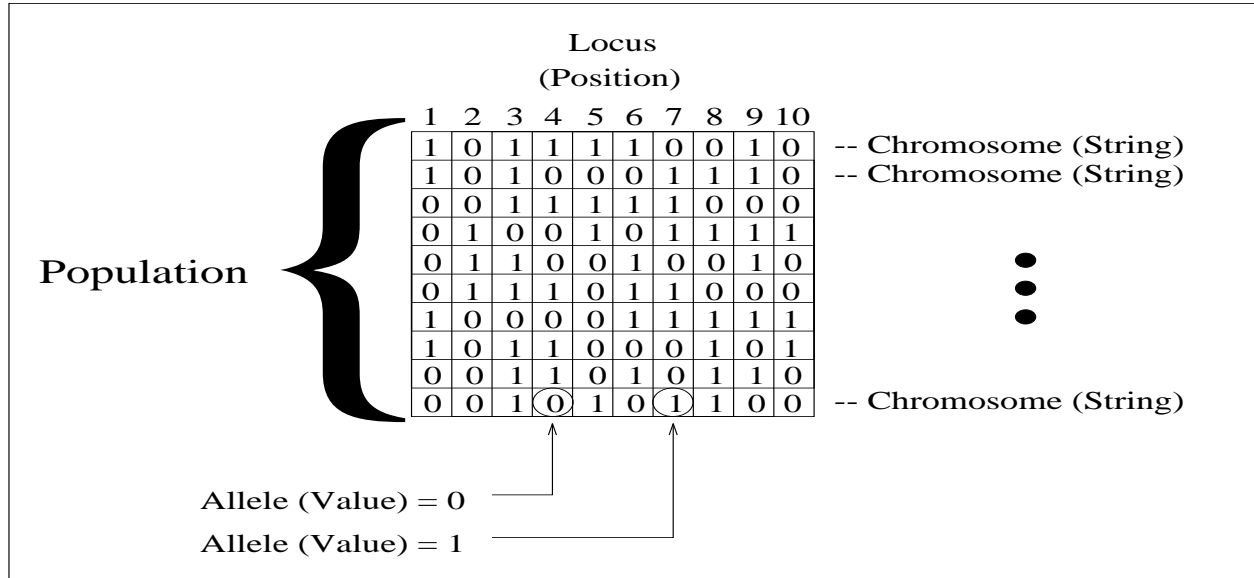 Locus
(Position)
1 2 3 4 5 6 7 8 9 10
1 0 1 1 1 1 0 0 1 0 -- Chromosome (String)
1 0 1 0 0 0 1 1 1 0 -- Chromosome (String)
0 0 1 1 1 1 1 0 0 0
0 1 0 0 1 0 1 1 1 1
0 1 1 0 0 1 0 0 1 0
Population
0 1 1 1 0 1 1 0 0 0
1 0 0 0 0 1 1 1 1 1
1 0 1 1 0 0 0 1 0 1
0 0 1 1 0 1 0 1 1 0
0 0 1 0 1 0 1 1 0 0 -- Chromosome (String)
Allele (Value) = 0
Allele (Value) = 1